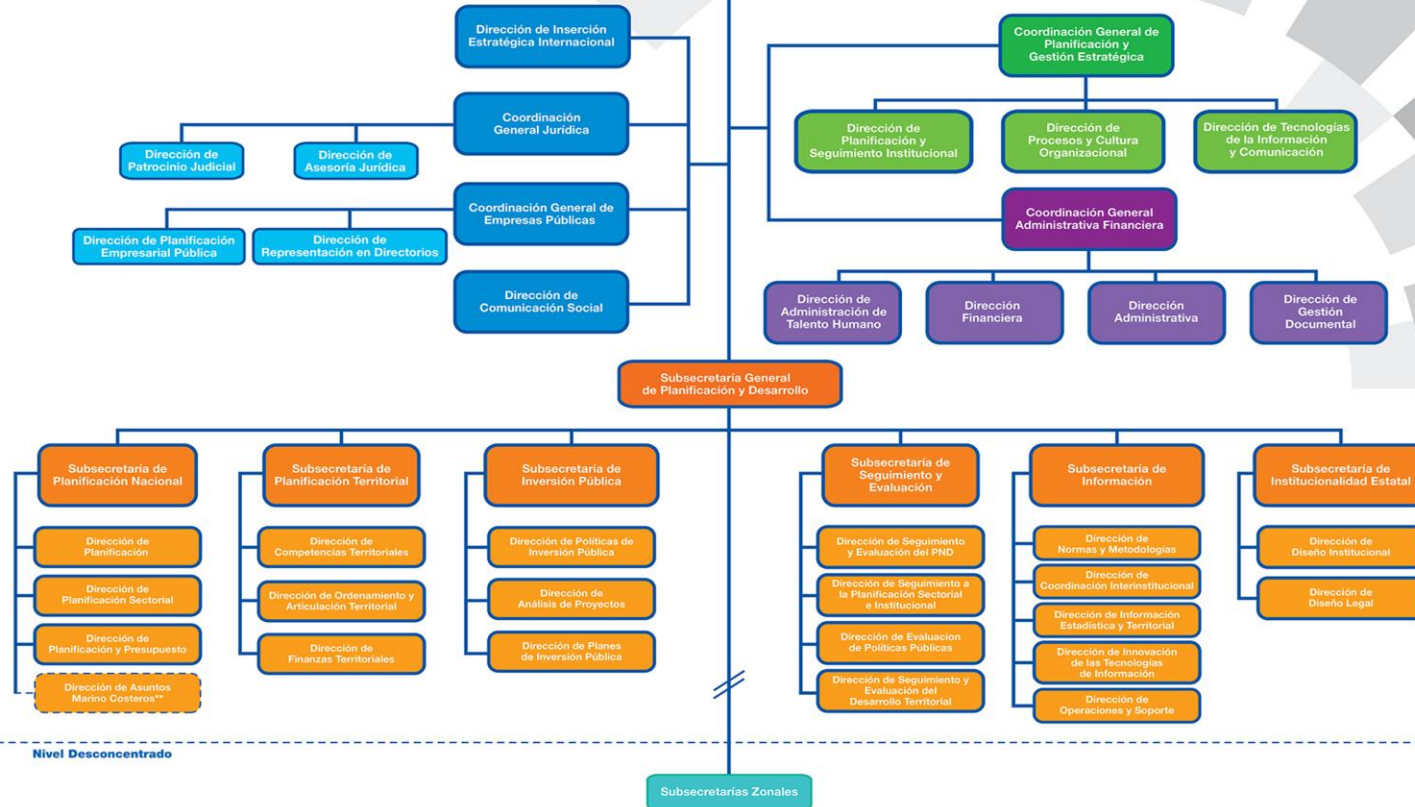 Dirección de Inserción
Estratégica Internacional
Coordinación
General Jurídica
Dirección de
Patrocinio Judicial
Dirección de
Asesoría Jurídica
Coordinación General de
Empresas Públicas
Dirección de Planificación
Empresarial Pública
Dirección de
Representación en Directorios
Dirección de
Comunicación Social
Coordinación General de
Planificación y
Gestión Estratégica
Dirección de
Planificación y
Seguimiento Institucional
Dirección de
Procesos y Cultura
Organizacional
Dirección de Tecnologías
de la Información
y Comunicación
Coordinación General
Administrativa Financiera
Dirección de
Administración de
Talento Humano
Dirección
Financiera
Dirección
Administrativa
Dirección de
Gestión
Documental
Subsecretaría General
de Planificación y Desarrollo
Subsecretaría de
Planificación Nacional
Dirección de
Planificación
Dirección de
Planificación Sectorial
Dirección de
Planificación y Presupuesto
Dirección de Asuntos
Marino Costeros**
Subsecretaría de
Planificación Territorial
Dirección de
Competencias Territoriales
Dirección de Ordenamiento y
Articulación Territorial
Dirección de
Finanzas Territoriales
Subsecretaría de
Inversión Pública
Dirección de Políticas de
Inversión Pública
Dirección de
Análisis de Proyectos
Dirección de Planes
de Inversión Pública
Subsecretaría de
Seguimiento y
Evaluación
Dirección de Seguimiento
y Evaluación del PND
Dirección de Seguimiento a
la Planificación Sectorial
e Institucional
Dirección de Evaluacion
de Políticas Públicas
Dirección de Seguimiento y
Evaluación del
Desarrollo Territorial
Subsecretaría de
Información
Dirección de
Normas y Metodologías
Dirección de
Coordinación Interinstitucional
Dirección de Información
Estadística y Territorial
Dirección de Innovación
de las Tecnologías
de Información
Dirección de
Operaciones y Soporte
Subsecretaría de
Institucionalidad Estatal
Dirección de
Diseño Institucional
Dirección de
Diseño Legal
Nivel Desconcentrado
Subsecretarías Zonales